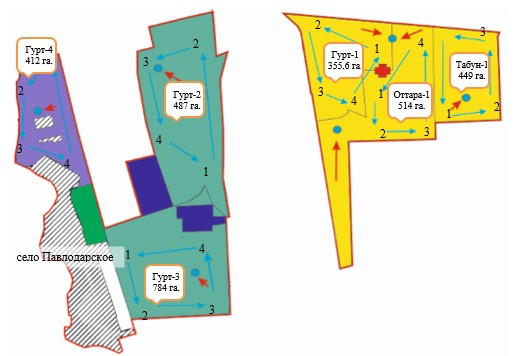 Гурт-4
412 га.
2
3
4
2
3
Гурт-2
487 га.
4
1
село Павлодарское
1
4
Гурт-3
784 га.
2
3
2
Гурт-1
355,6 га
1
4
3
4
1
Оттара-1
514 га.
2
3
3
Табун-1
449 га.
1
2